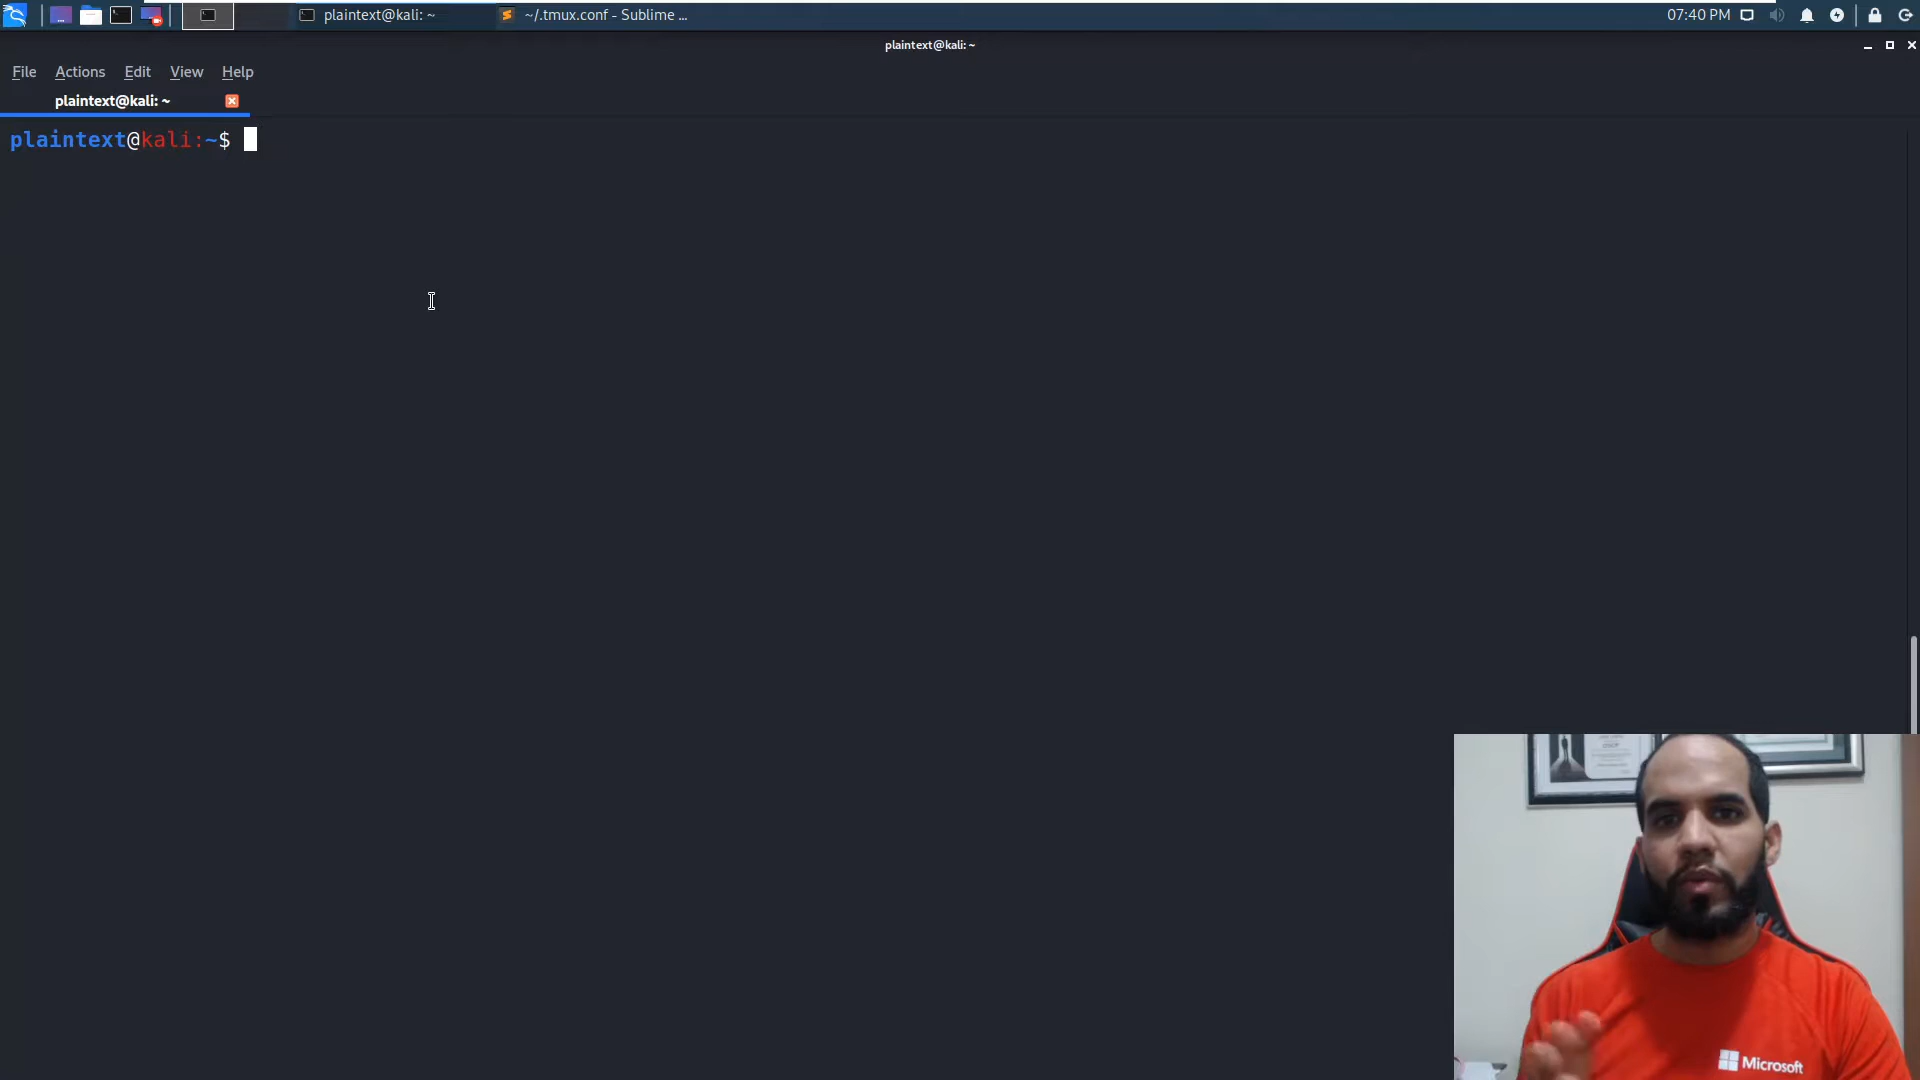 plaintext@kali: ~
~/.tmux.conf - Sublime ...
07:40 PM
plaintext@kali: ~
File Actions Edit View Help
plaintext@kali: ~
plaintext@kali:~$
Microsoft